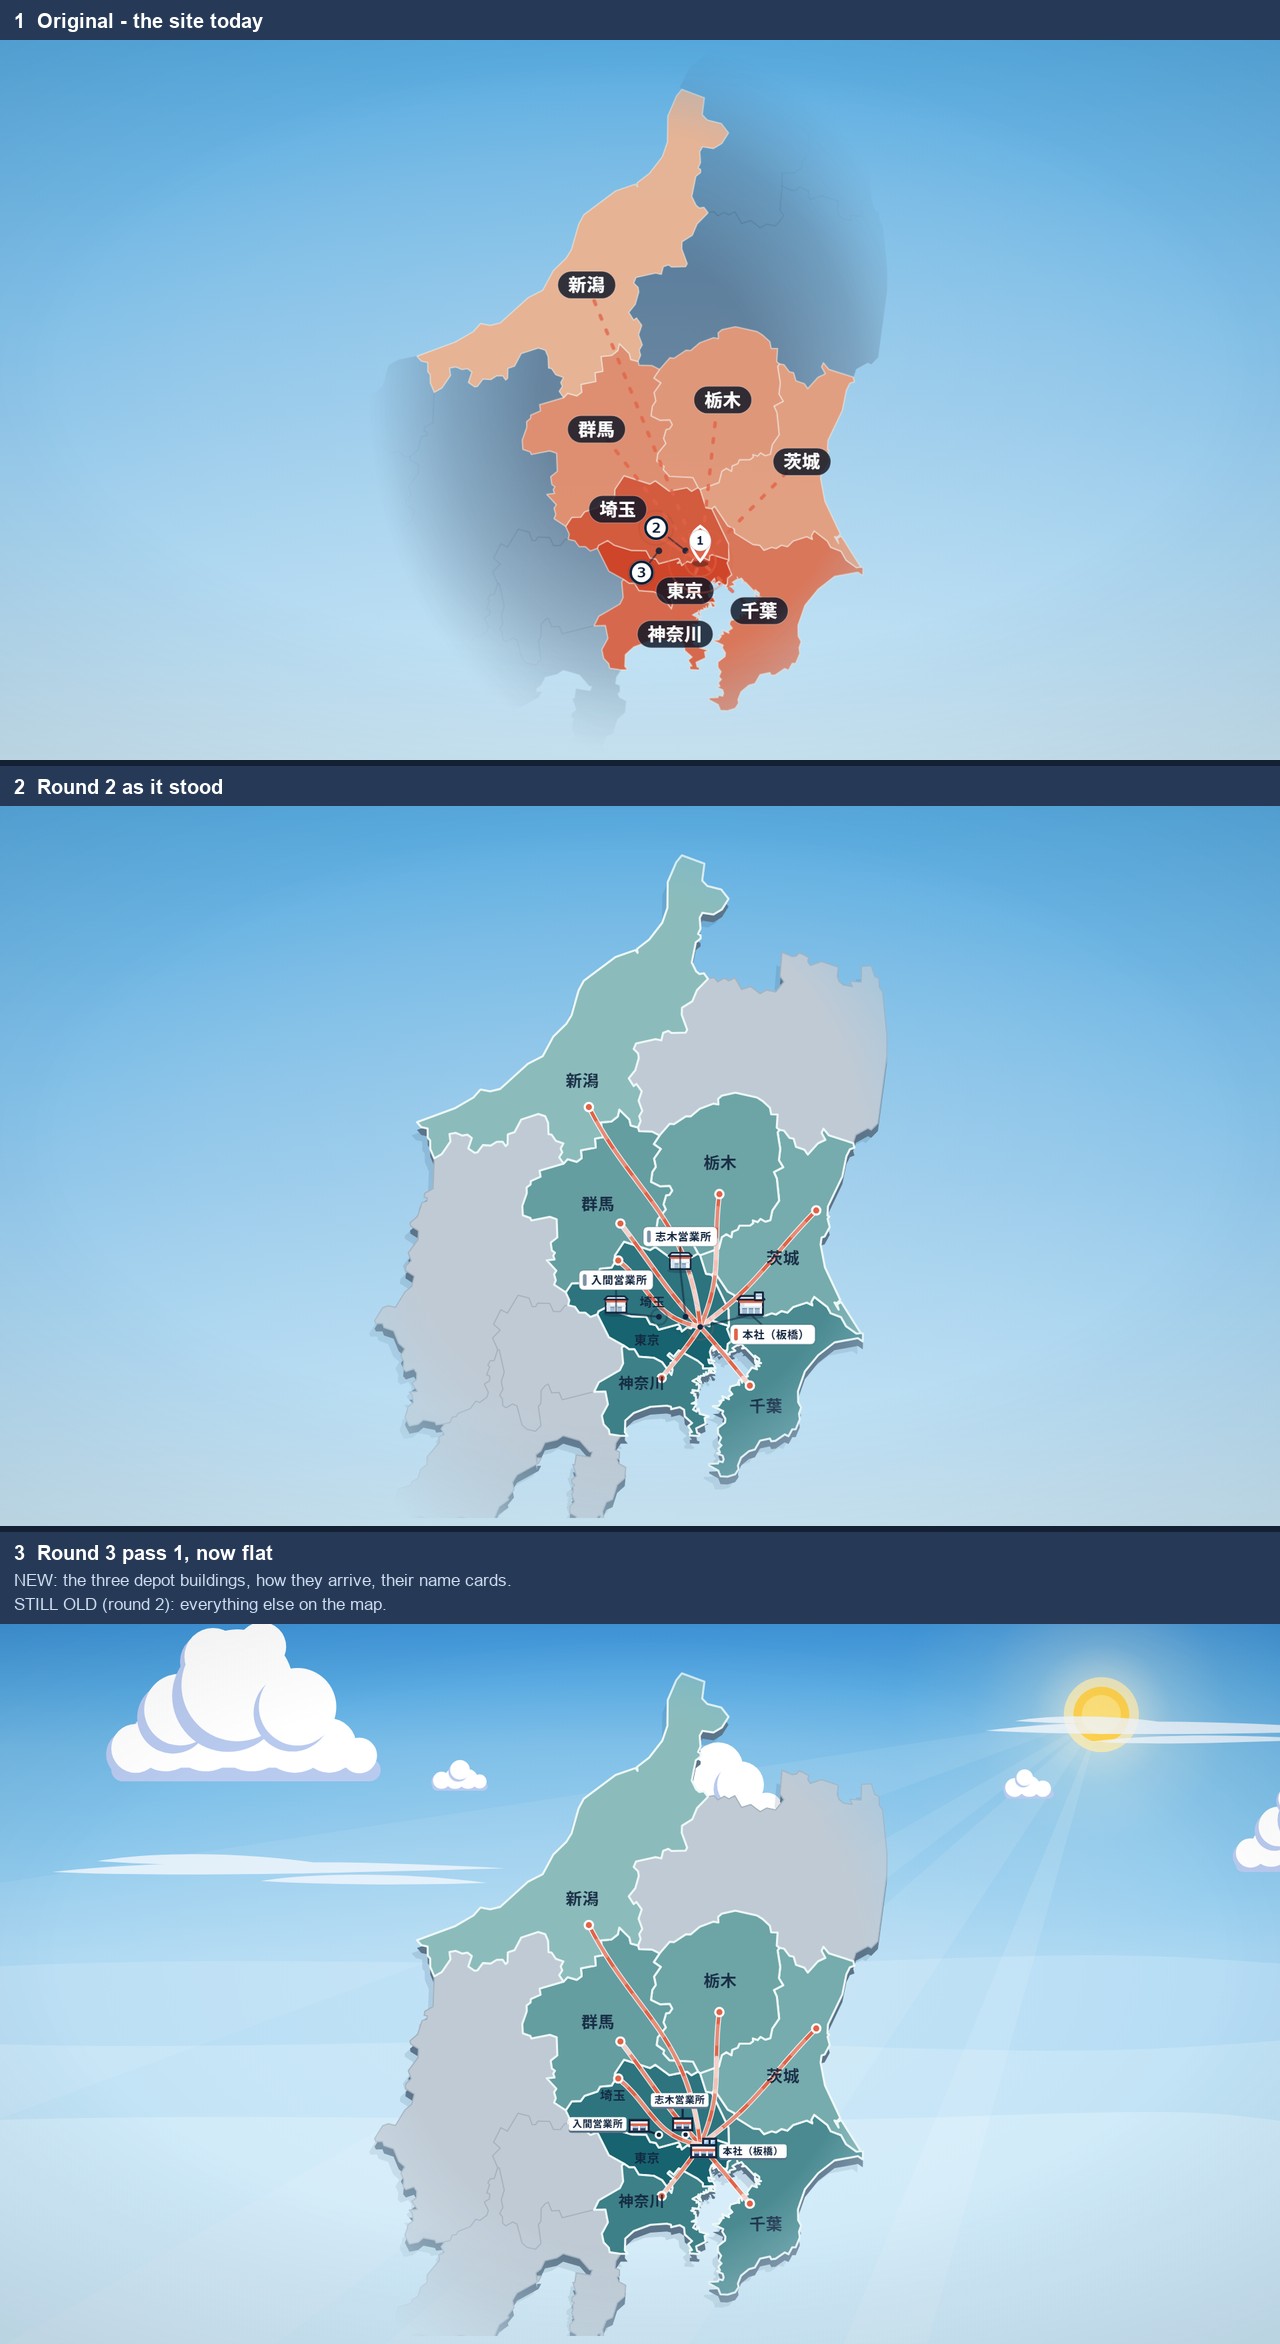 1 Original - the site today
新潟
栃木
群馬
茨城
埼玉
2
1
3
東京
千葉
神奈川
2 Round 2 as it stood
新潟
栃木
群馬
志木営業所
茨城
入間営業所
埼玉
本社（板橋）
東京
神奈川
千葉
3 Round 3 pass 1, now flat
NEW: the three depot buildings, how they arrive, their name cards.
STILL OLD (round 2): everything else on the map.
新潟
栃木
群馬
茨城
埼玉
志木営業所
入間営業所
本社（板橋）
東京
神奈川
千葉